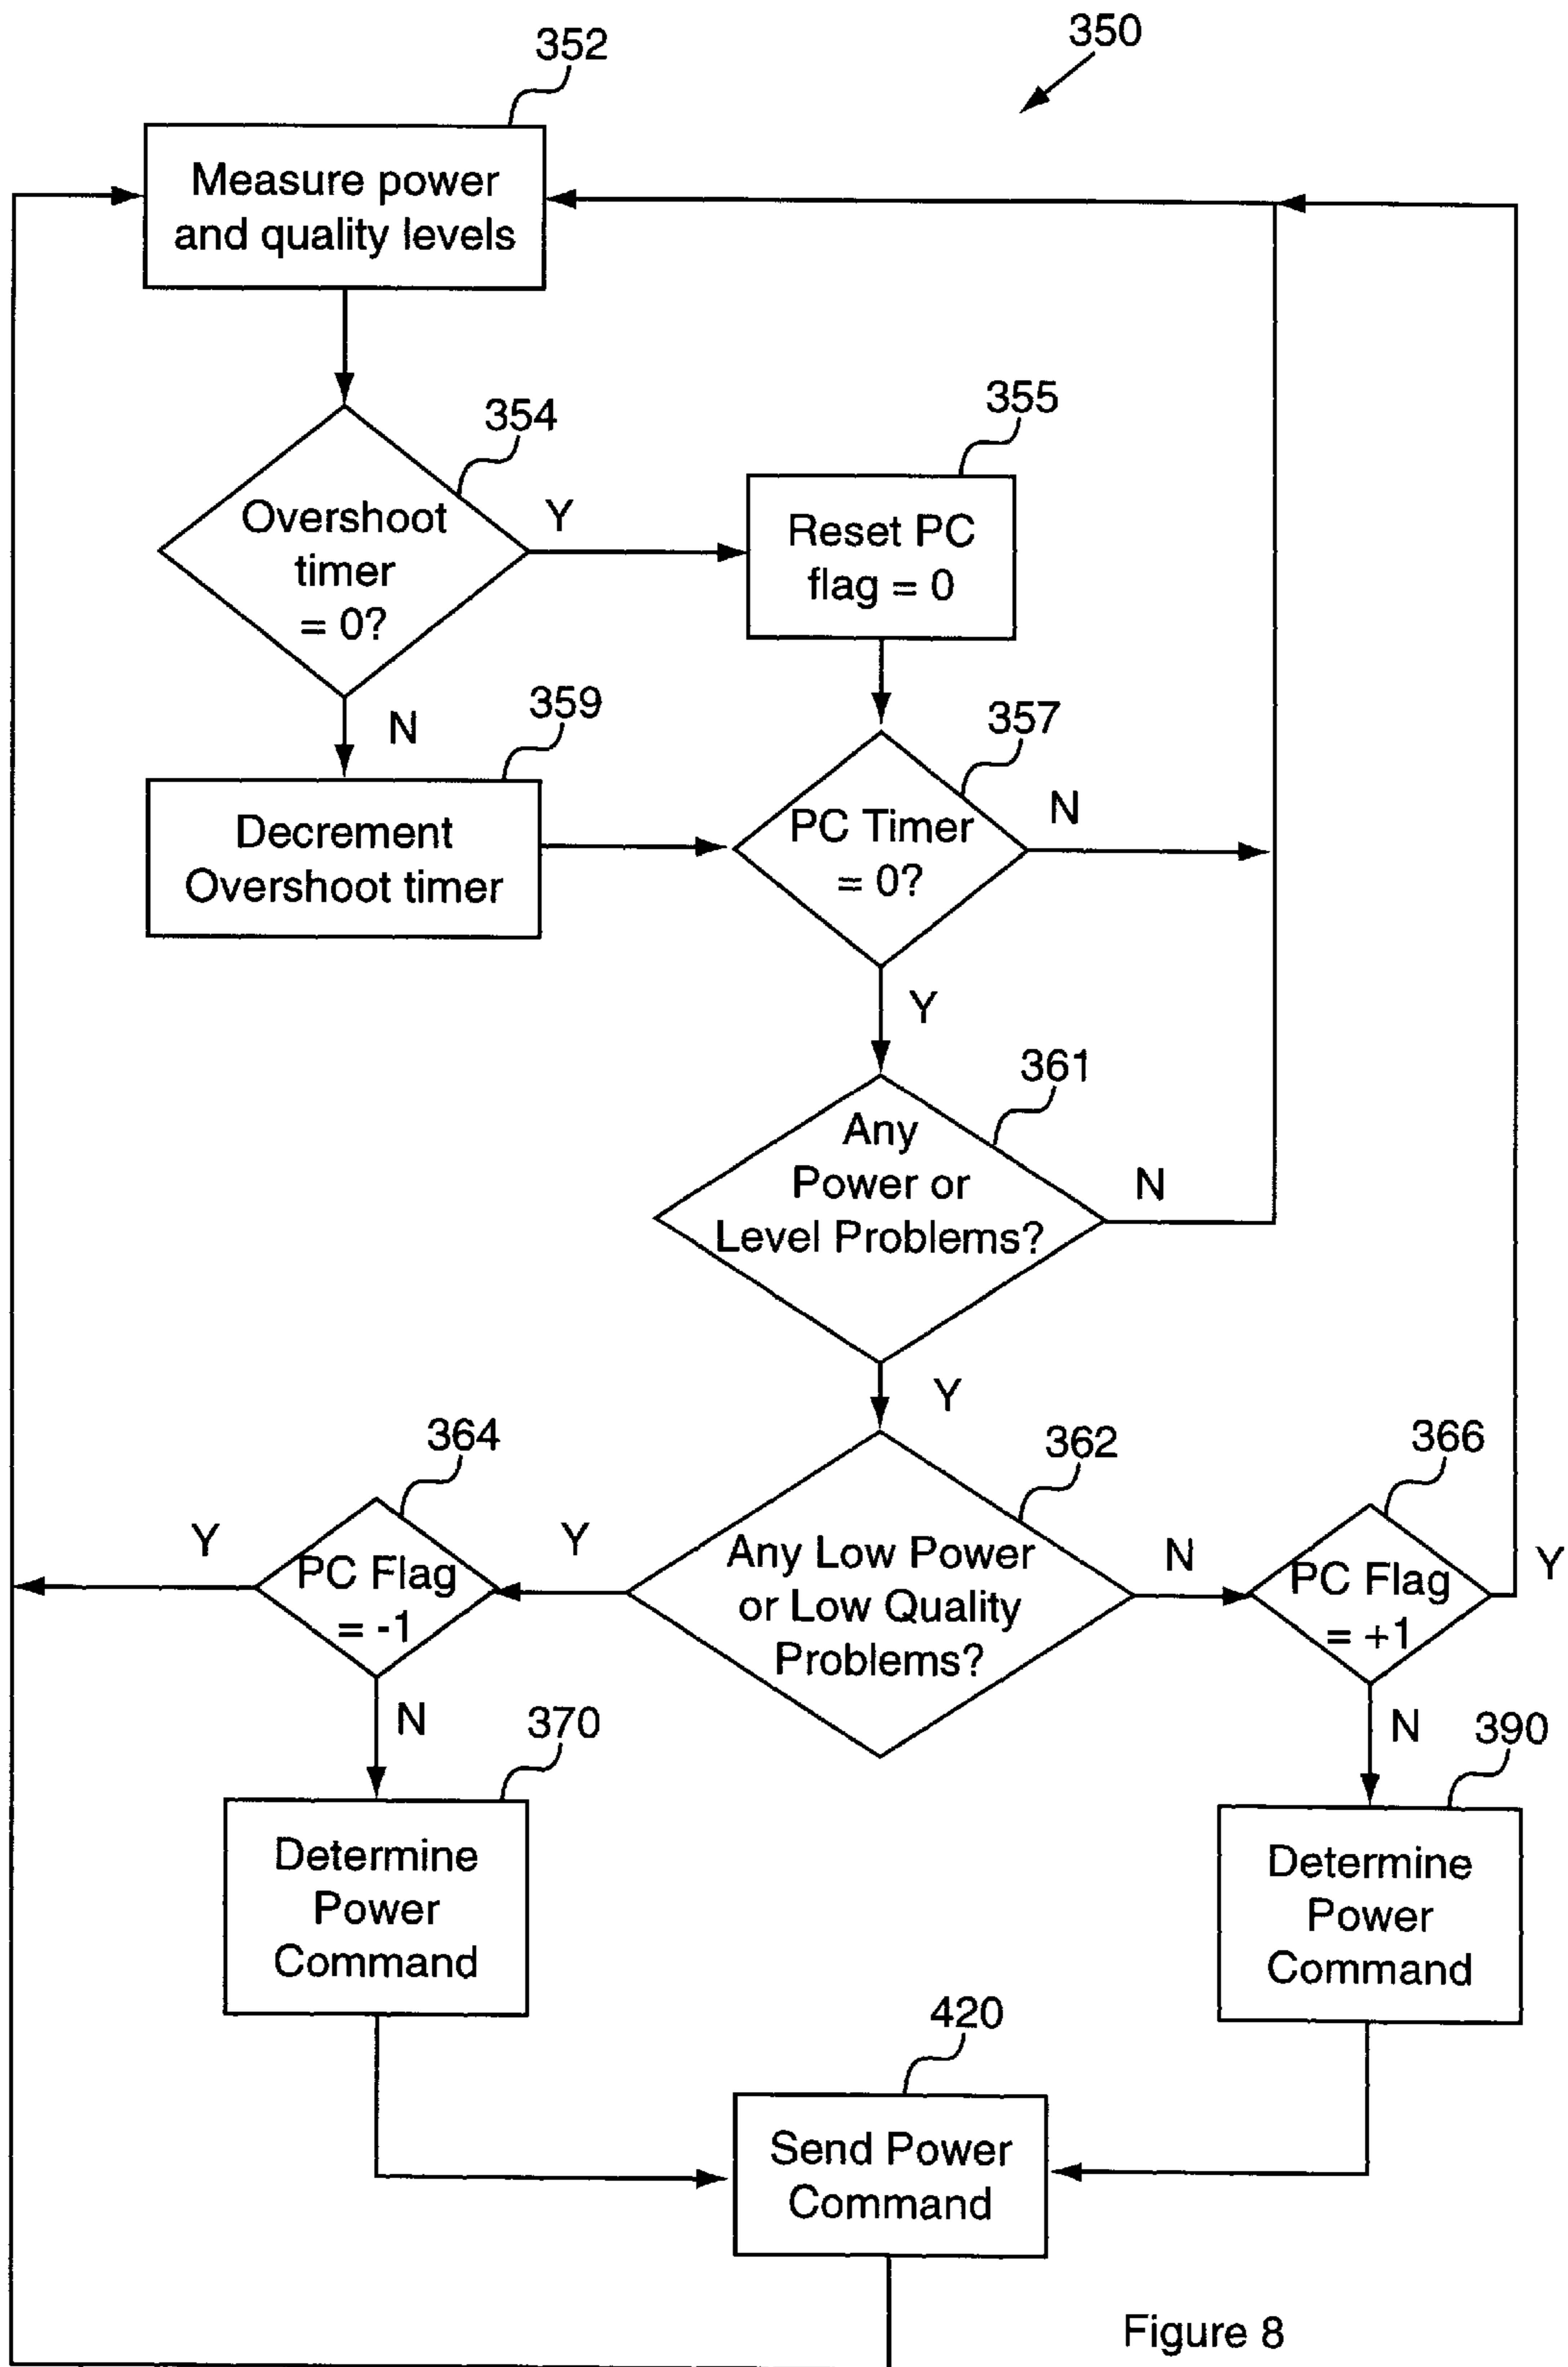 350
352
Measure power
and quality levels
354
Overshoot
timer
= 0?
Y
N
355
Reset PC
flag = 0
359
Decrement
Overshoot timer
357
PC Timer
= 0?
N
Y
361
Any
Power or
Level Problems?
N
Y
362
Any Low Power
or Low Quality
Problems?
Y
N
364
PC Flag
= -1
Y
N
366
PC Flag
= +1
Y
N
370
Determine
Power
Command
390
Determine
Power
Command
420
Send Power
Command
Figure 8